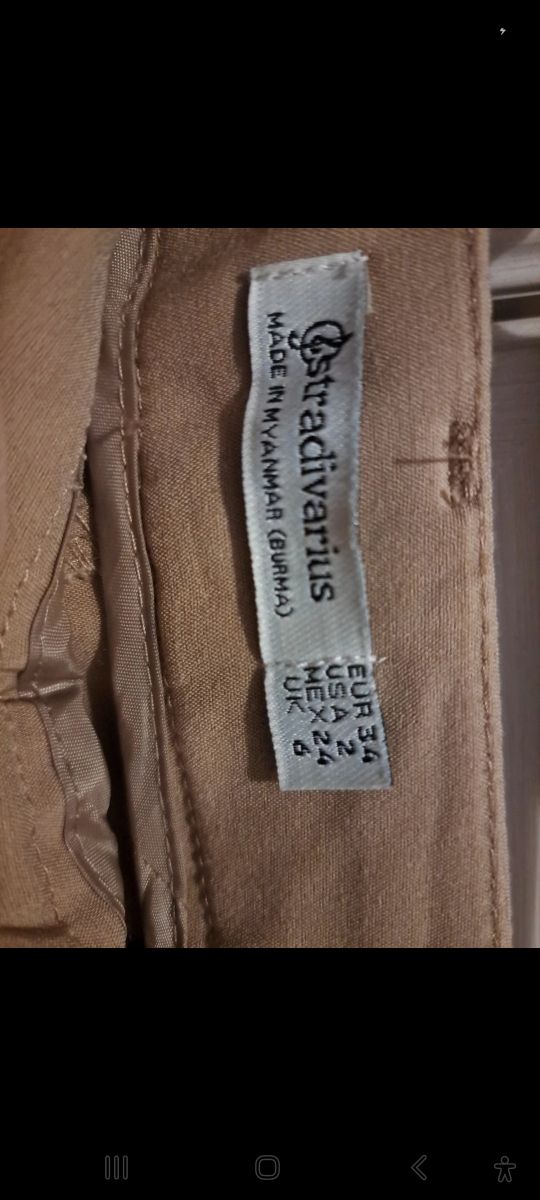 stradivarius
MADE IN MYANMAR (BURMA)
EUR 34
USA 2
MEX 24
UK 6